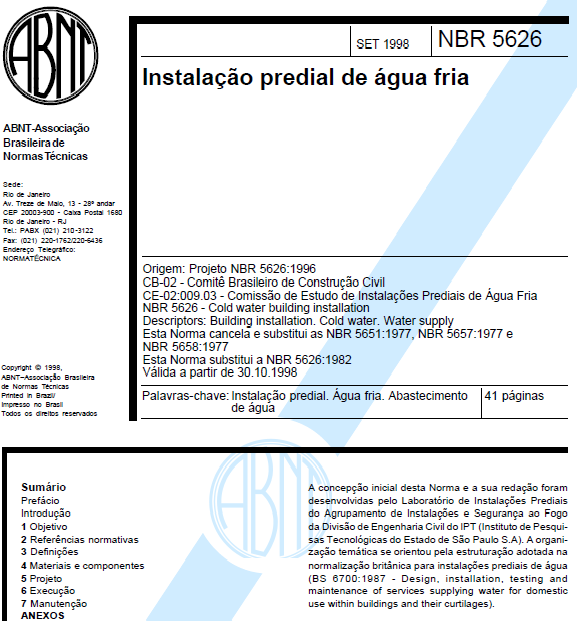 ABNT
ABNT-Associação
Brasileira de
Normas Técnicas
Sede:
Rio de Janeiro
Av. Treze de Maio, 13 - 28º andar
CEP 20003-900 - Caixa Postal 1680
Rio de Janeiro - RJ
Tel.: PABX (021) 210-3122
Fax: (021) 220-1762/220-6436
Endereço Telegráfico:
NORMATÉCNICA
Copyright © 1998,
ABNT–Associação Brasileira
de Normas Técnicas
Printed in Brazil/
Impresso no Brasil
Todos os direitos reservados
SET 1998
NBR 5626
Instalação predial de água fria
Origem: Projeto NBR 5626:1996
CB-02 - Comitê Brasileiro de Construção Civil
CE-02:009.03 - Comissão de Estudo de Instalações Prediais de Água Fria
NBR 5626 - Cold water building installation
Descriptors: Building installation. Cold water. Water supply
Esta Norma cancela e substitui as NBR 5651:1977, NBR 5657:1977 e
NBR 5658:1977
Esta Norma substitui a NBR 5626:1982
Válida a partir de 30.10.1998
Palavras-chave: Instalação predial. Água fria. Abastecimento
de água
41 páginas
Sumário
Prefácio
Introdução
1 Objetivo
2 Referências normativas
3 Definições
4 Materiais e componentes
5 Projeto
6 Execução
7 Manutenção
ANEXOS
ABNT
A concepção inicial desta Norma e a sua redação foram
desenvolvidas pelo Laboratório de Instalações Prediais
do Agrupamento de Instalações e Segurança ao Fogo
da Divisão de Engenharia Civil do IPT (Instituto de Pesqui-
sas Tecnológicas do Estado de São Paulo S.A). A organi-
zação temática se orientou pela estruturação adotada na
normalização britânica para instalações prediais de água
(BS 6700:1987 - Design, installation, testing and
maintenance of services supplying water for domestic
use within buildings and their curtilages).